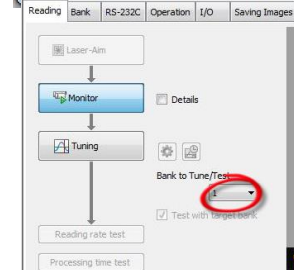 Reading Bank RS-232C Operation I/O Saving Images
Laser-Aim
Monitor
Details
Tuning
Bank to Tune/Test
1
Test with target bank
Reading rate test
Processing time test